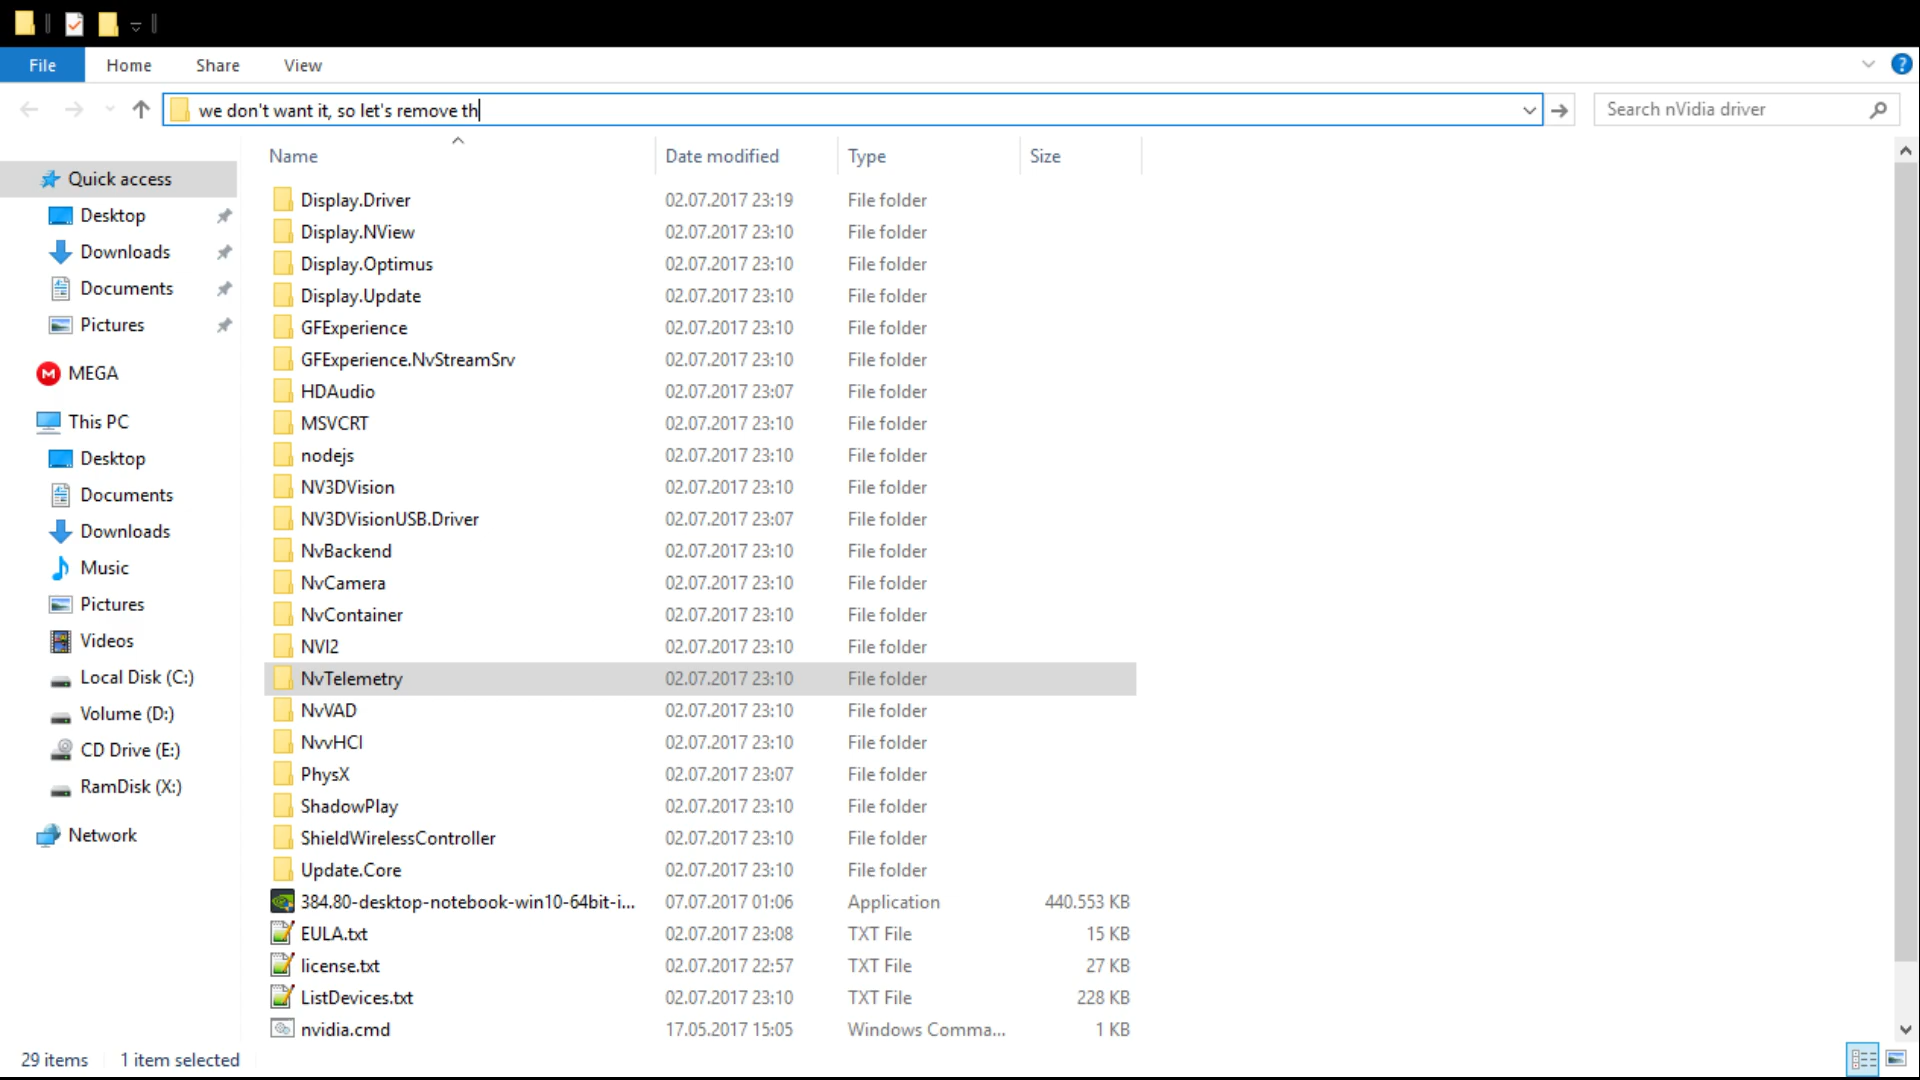 File Home Share View
we don't want it, so let's remove th
Search nVidia driver
Name Date modified Type Size
Quick access
Desktop
Downloads
Documents
Pictures
MEGA
This PC
Desktop
Documents
Downloads
Music
Pictures
Videos
Local Disk (C:)
Volume (D:)
CD Drive (E:)
RamDisk (X:)
Network
Display.Driver 02.07.2017 23:19 File folder
Display.NView 02.07.2017 23:10 File folder
Display.Optimus 02.07.2017 23:10 File folder
Display.Update 02.07.2017 23:10 File folder
GFExperience 02.07.2017 23:10 File folder
GFExperience.NvStreamSrv 02.07.2017 23:10 File folder
HDAudio 02.07.2017 23:07 File folder
MSVCRT 02.07.2017 23:10 File folder
nodejs 02.07.2017 23:10 File folder
NV3DVision 02.07.2017 23:10 File folder
NV3DVisionUSB.Driver 02.07.2017 23:07 File folder
NvBackend 02.07.2017 23:10 File folder
NvCamera 02.07.2017 23:10 File folder
NvContainer 02.07.2017 23:10 File folder
NVI2 02.07.2017 23:10 File folder
NvTelemetry 02.07.2017 23:10 File folder
NvVAD 02.07.2017 23:10 File folder
NvvHCI 02.07.2017 23:10 File folder
PhysX 02.07.2017 23:07 File folder
ShadowPlay 02.07.2017 23:10 File folder
ShieldWirelessController 02.07.2017 23:10 File folder
Update.Core 02.07.2017 23:10 File folder
384.80-desktop-notebook-win10-64bit-i... 07.07.2017 01:06 Application 440.553 KB
EULA.txt 02.07.2017 23:08 TXT File 15 KB
license.txt 02.07.2017 22:57 TXT File 27 KB
ListDevices.txt 02.07.2017 23:10 TXT File 228 KB
nvidia.cmd 17.05.2017 15:05 Windows Comma... 1 KB
29 items 1 item selected